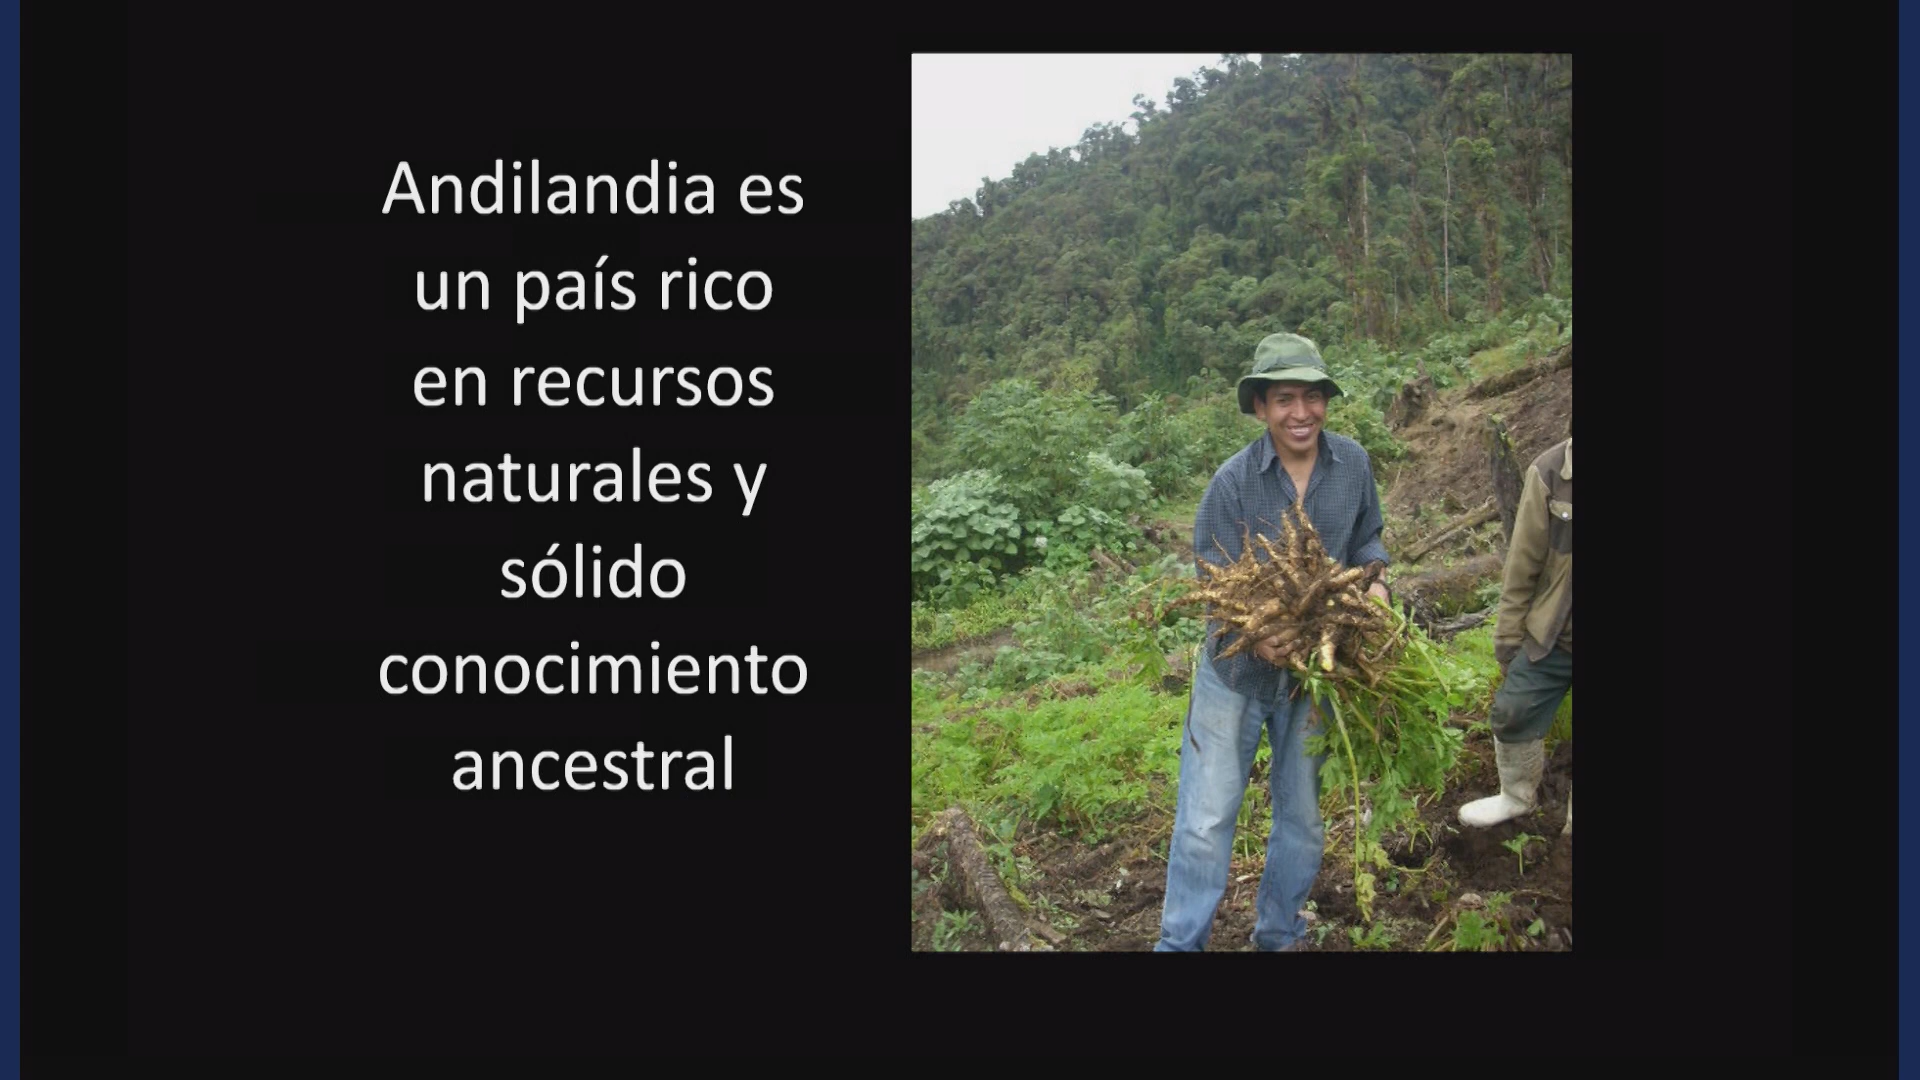 Andilandia es
un país rico
en recursos
naturales y
sólido
conocimiento
ancestral